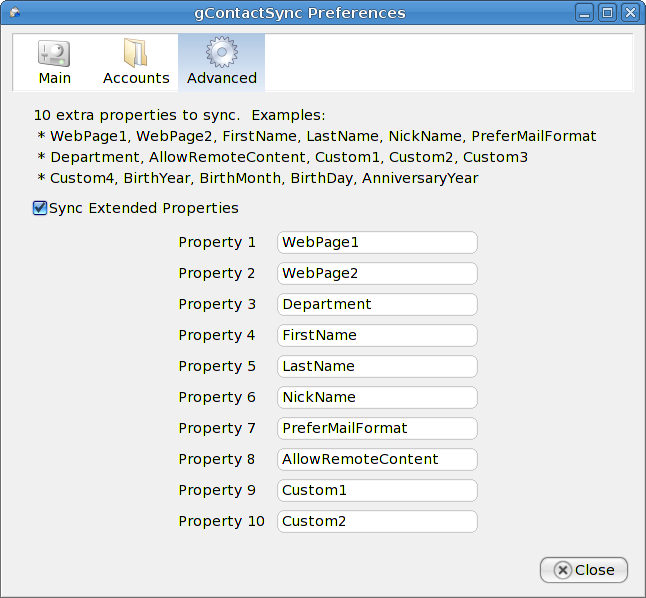 gContactSync Preferences
Main Accounts Advanced
10 extra properties to sync.  Examples:
* WebPage1, WebPage2, FirstName, LastName, NickName, PreferMailFormat
* Department, AllowRemoteContent, Custom1, Custom2, Custom3
* Custom4, BirthYear, BirthMonth, BirthDay, AnniversaryYear
Sync Extended Properties
Property 1 WebPage1
Property 2 WebPage2
Property 3 Department
Property 4 FirstName
Property 5 LastName
Property 6 NickName
Property 7 PreferMailFormat
Property 8 AllowRemoteContent
Property 9 Custom1
Property 10 Custom2
Close